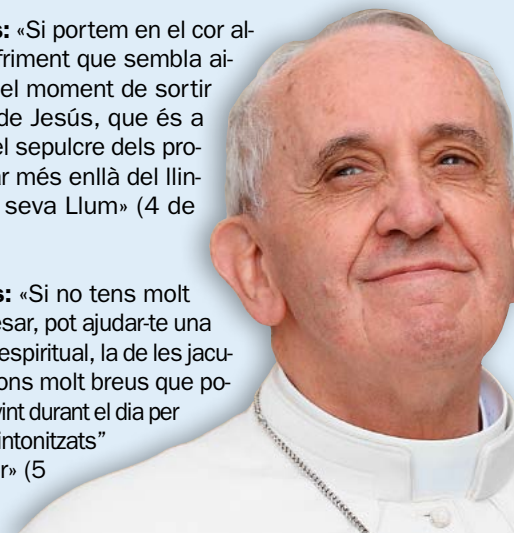 s: «Si portem en el cor al-
friment que sembla ai-
el moment de sortir
de Jesús, que és a
el sepulcre dels pro-
ar més enllà del llin-
seva Llum» (4 de
s: «Si no tens molt
esar, pot ajudar-te una
espiritual, la de les jacu-
ons molt breus que po-
vint durant el dia per
intonitzats”
r» (5